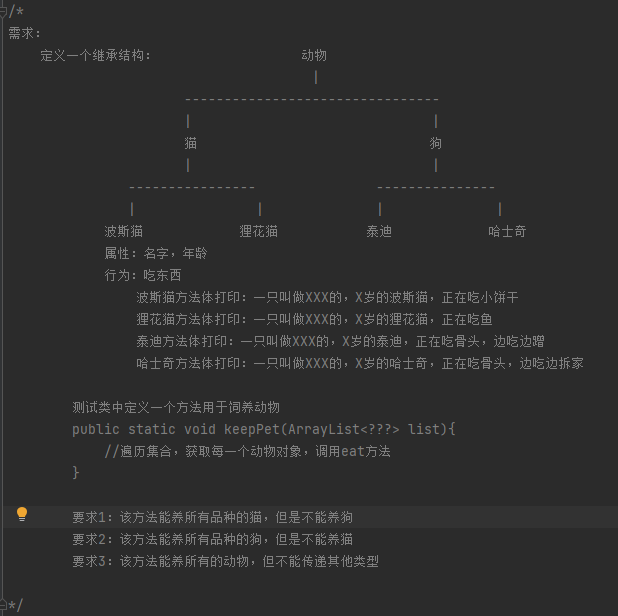 /*
需求:
定义一个继承结构:
动物
|
--------------------------------
| |
猫 狗
| |
---------------- ---------------
| | | |
波斯猫 狸花猫 泰迪 哈士奇
属性: 名字, 年龄
行为: 吃东西
波斯猫方法体打印: 一只叫做XXX的, X岁的波斯猫, 正在吃小饼干
狸花猫方法体打印: 一只叫做XXX的, X岁的狸花猫, 正在吃鱼
泰迪方法体打印: 一只叫做XXX的, X岁的泰迪, 正在吃骨头, 边吃边蹭
哈士奇方法体打印: 一只叫做XXX的, X岁的哈士奇, 正在吃骨头, 边吃边拆家
测试类中定义一个方法用于饲养动物
public static void keepPet(ArrayList<???> list){
//遍历集合, 获取每一个动物对象, 调用eat方法
}
要求1: 该方法能养所有品种的猫, 但是不能养狗
要求2: 该方法能养所有品种的狗, 但是不能养猫
要求3: 该方法能养所有的动物, 但不能传递其他类型
*/